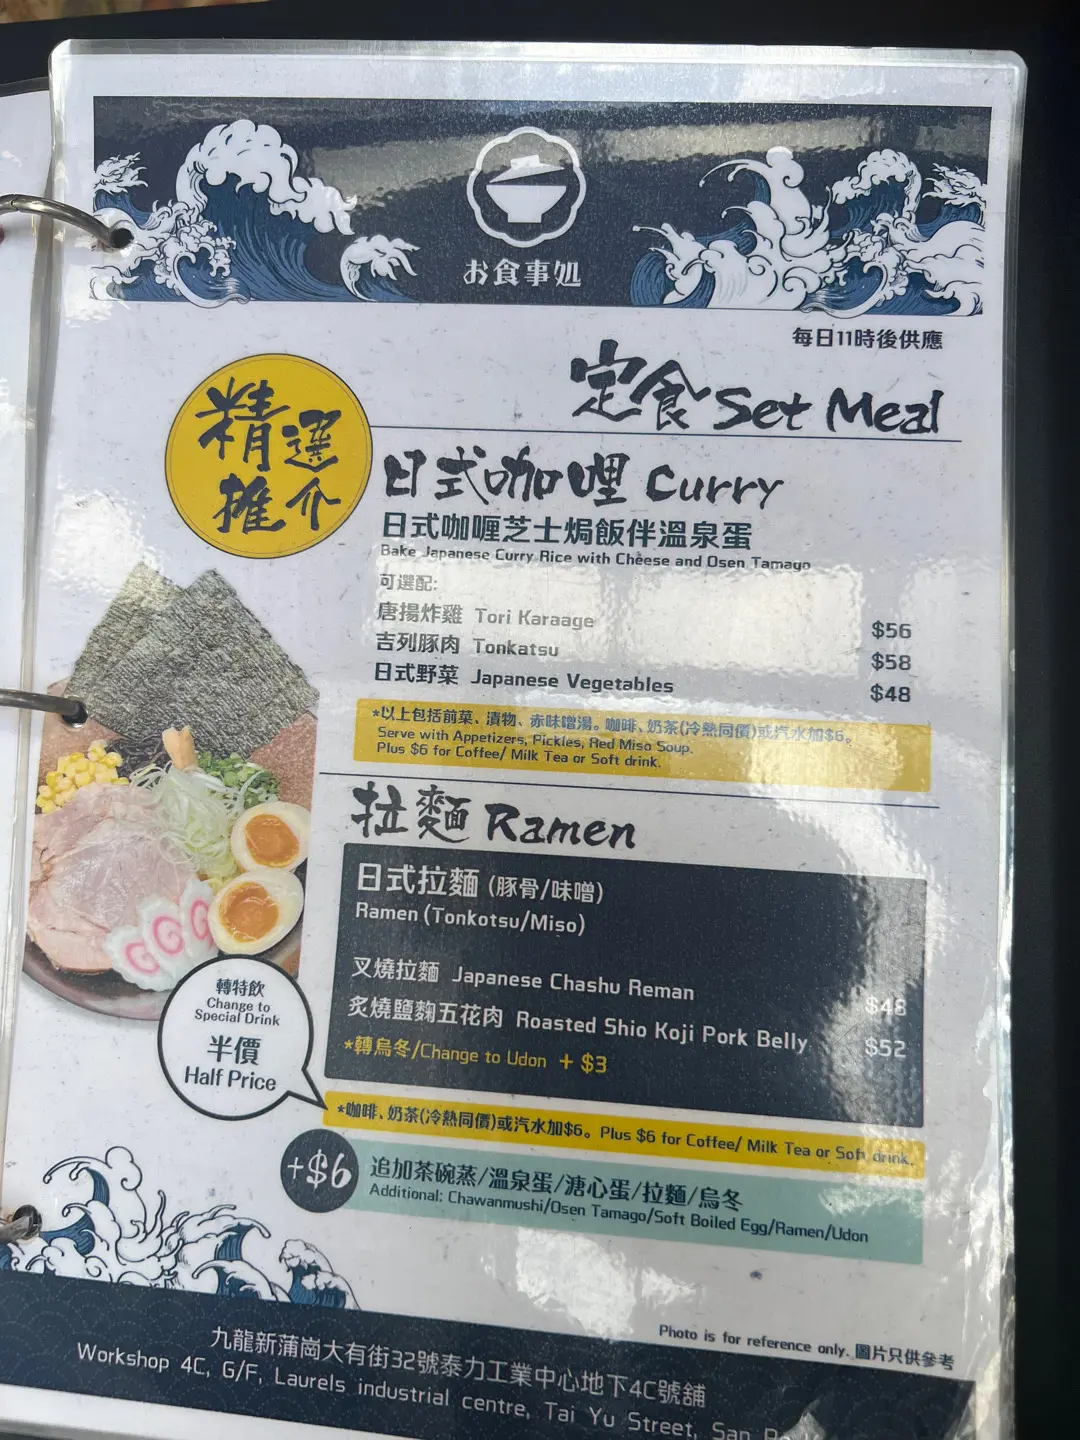 お食事処
每日11時後供應
定食 Set Meal
精選
推介
日式咖哩 Curry
日式咖喱芝士焗飯伴溫泉蛋
Bake Japanese Curry Rice with Cheese and Osen Tamago
可選配:
唐揚炸雞 Tori Karaage $56
吉列豚肉 Tonkatsu $58
日式野菜 Japanese Vegetables $48
*以上包括前菜、漬物、赤味噌湯。咖啡、奶茶(冷熱同價)或汽水加$6。
Serve with Appetizers, Pickles, Red Miso Soup.
Plus $6 for Coffee/ Milk Tea or Soft drink.
拉麵 Ramen
日式拉麵 (豚骨/味噌)
Ramen (Tonkotsu/Miso)
叉燒拉麵 Japanese Chashu Reman $48
炙燒鹽麴五花肉 Roasted Shio Koji Pork Belly $52
*轉烏冬/Change to Udon + $3
轉特飲
Change to
Special Drink
半價
Half Price
*咖啡、奶茶(冷熱同價)或汽水加$6。Plus $6 for Coffee/ Milk Tea or Soft drink.
+$6
追加茶碗蒸/溫泉蛋/溏心蛋/拉麵/烏冬
Additional: Chawanmushi/Osen Tamago/Soft Boiled Egg/Ramen/Udon
Photo is for reference only. 圖片只供參考
九龍新蒲崗大有街32號泰力工業中心地下4C號舖
Workshop 4C, G/F, Laurels industrial centre, Tai Yu Street, San